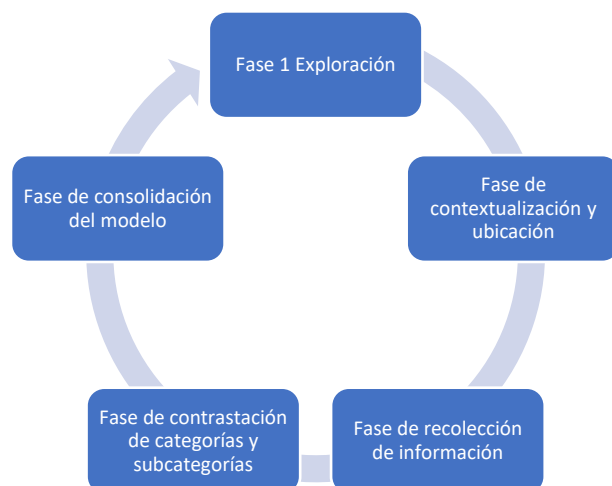 Fase 1 Exploración
Fase de
contextualización y
ubicación
Fase de recolección
de información
Fase de contrastación
de categorías y
subcategorías
Fase de consolidación
del modelo